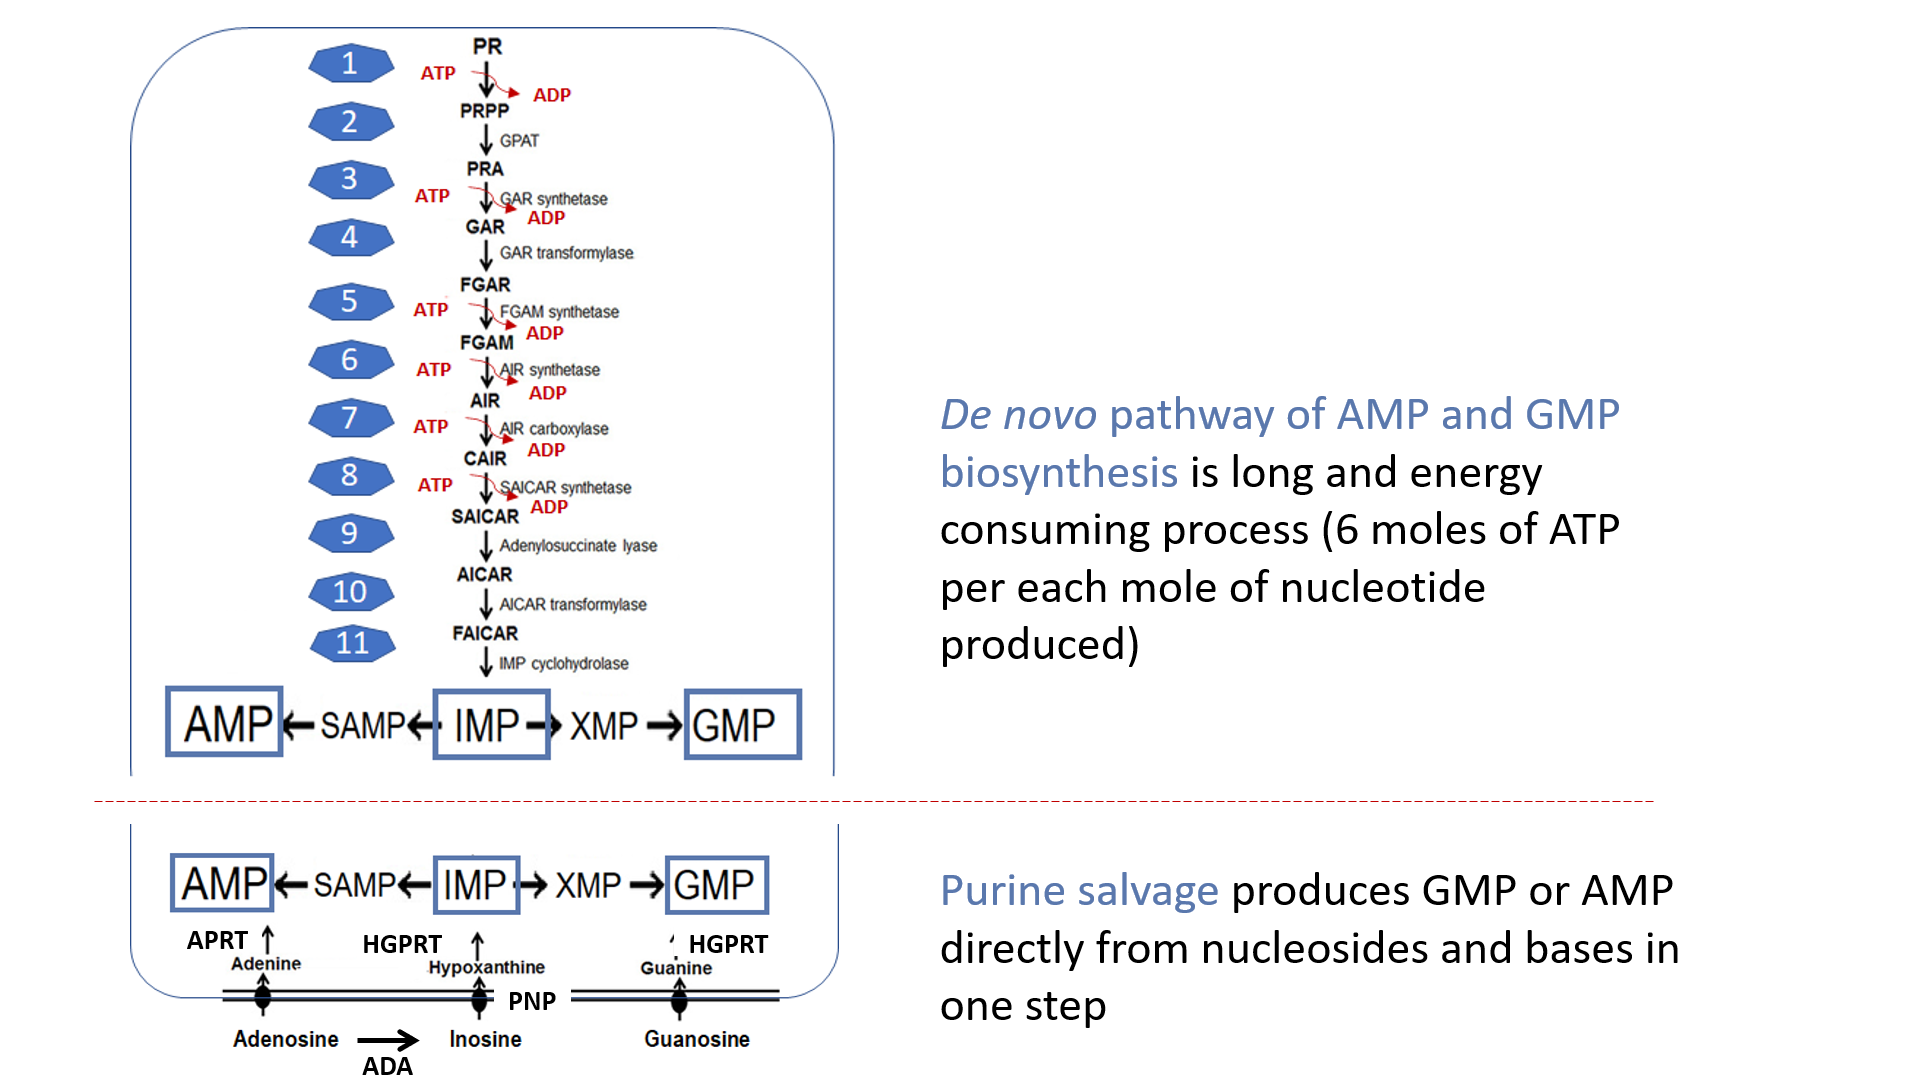 1
PR
ATP
ADP
2
PRPP
GPAT
3
PRA
ATP
GAR synthetase
ADP
4
GAR
GAR transformylase
5
FGAR
ATP
FGAM synthetase
ADP
6
FGAM
ATP
AIR synthetase
ADP
7
AIR
ATP
AIR carboxylase
ADP
8
CAIR
ATP
SAICAR synthetase
ADP
9
SAICAR
Adenylosuccinate lyase
10
AICAR
AICAR transformylase
11
FAICAR
IMP cyclohydrolase
AMP SAMP IMP XMP GMP
De novo pathway of AMP and GMP
biosynthesis is long and energy
consuming process (6 moles of ATP
per each mole of nucleotide
produced)
AMP SAMP IMP XMP GMP
APRT HGPRT HGPRT
Adenine Hypoxanthine Guanine
PNP
Adenosine Inosine Guanosine
ADA
Purine salvage produces GMP or AMP
directly from nucleosides and bases in
one step